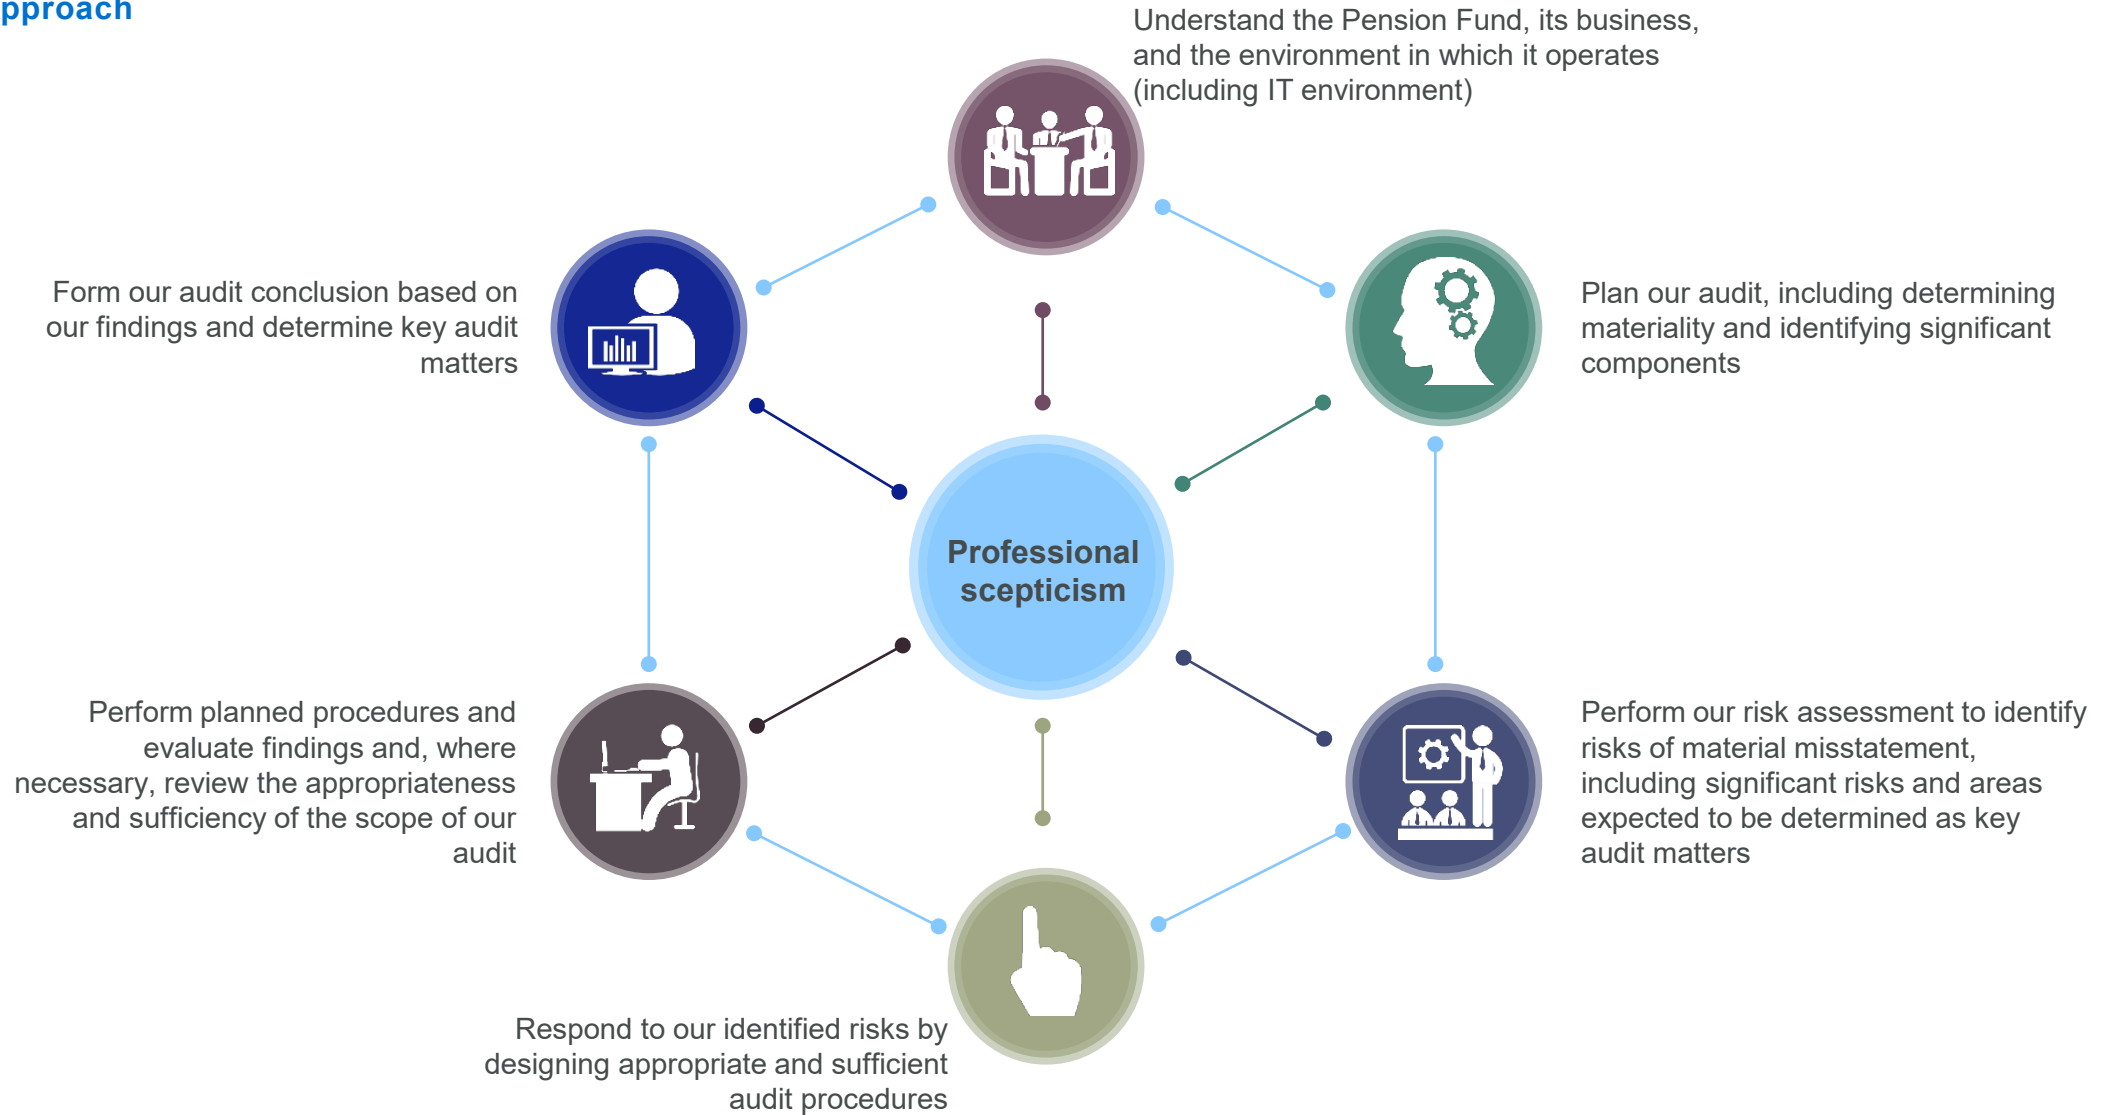 pproach
Understand the Pension Fund, its business,
and the environment in which it operates
(including IT environment)
Plan our audit, including determining
materiality and identifying significant
components
Perform our risk assessment to identify
risks of material misstatement,
including significant risks and areas
expected to be determined as key
audit matters
Respond to our identified risks by
designing appropriate and sufficient
audit procedures
Perform planned procedures and
evaluate findings and, where
necessary, review the appropriateness
and sufficiency of the scope of our
audit
Form our audit conclusion based on
our findings and determine key audit
matters
Professional
scepticism